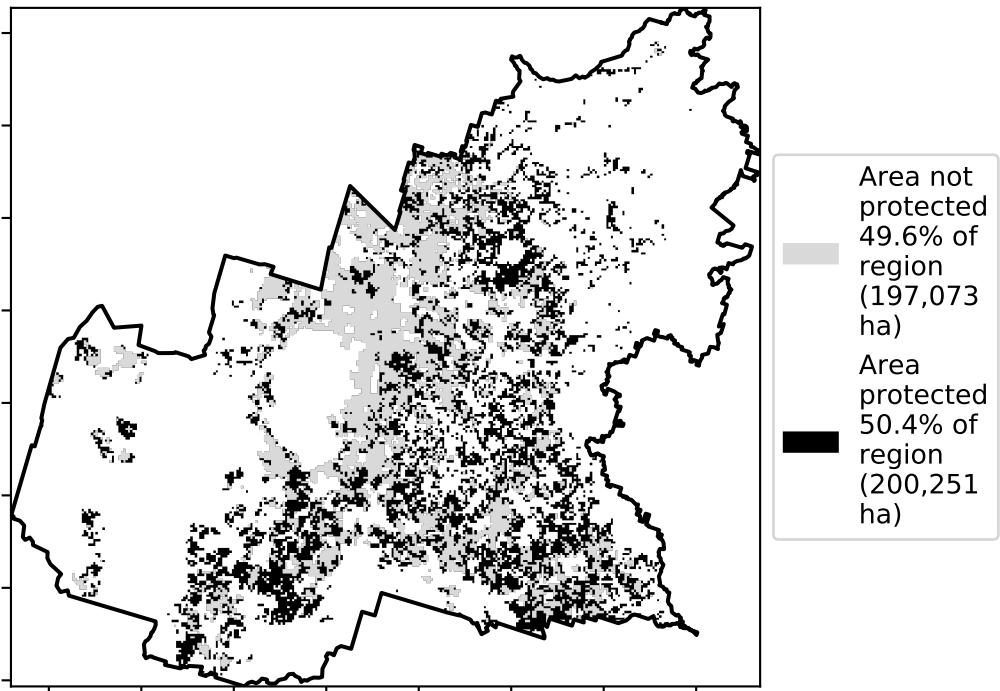 Area not
protected
49.6% of
region
(197,073
ha)
Area
protected
50.4% of
region
(200,251
ha)